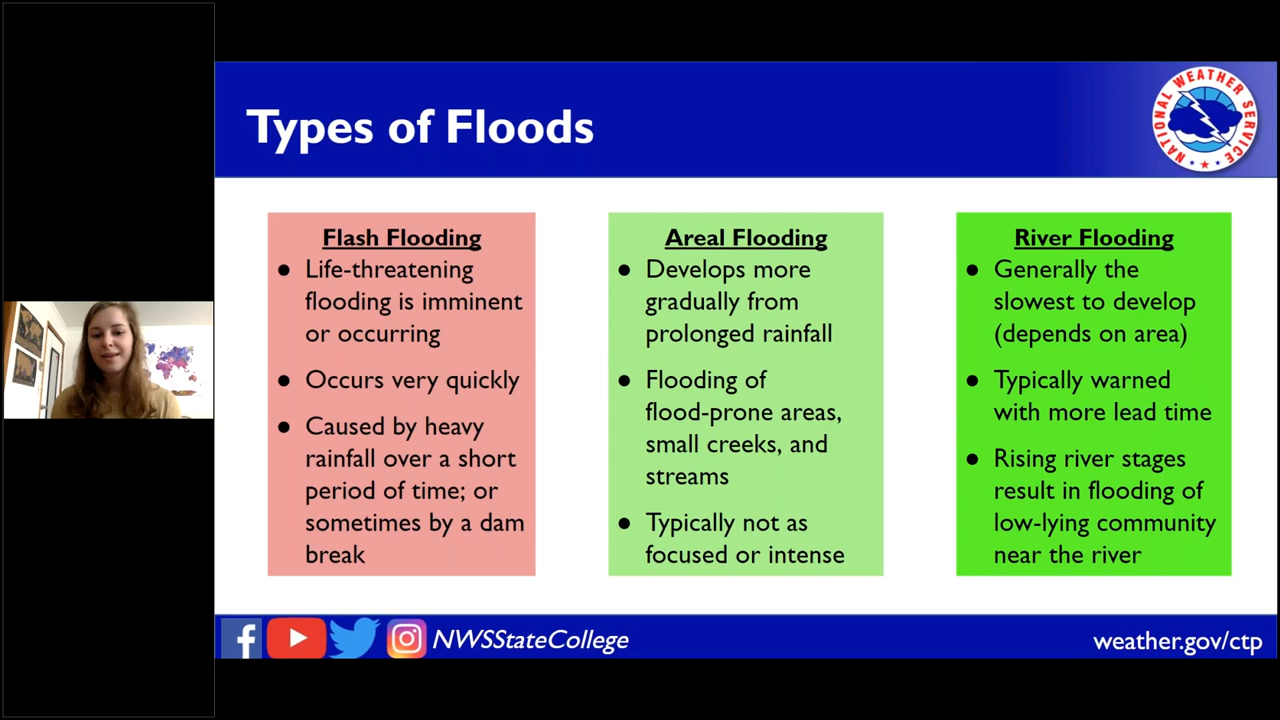 Types of Floods
NATIONAL WEATHER SERVICE
Flash Flooding
● Life-threatening
flooding is imminent
or occurring
● Occurs very quickly
● Caused by heavy
rainfall over a short
period of time; or
sometimes by a dam
break
Areal Flooding
● Develops more
gradually from
prolonged rainfall
● Flooding of
flood-prone areas,
small creeks, and
streams
● Typically not as
focused or intense
River Flooding
● Generally the
slowest to develop
(depends on area)
● Typically warned
with more lead time
● Rising river stages
result in flooding of
low-lying community
near the river
NWSStateCollege
weather.gov/ctp